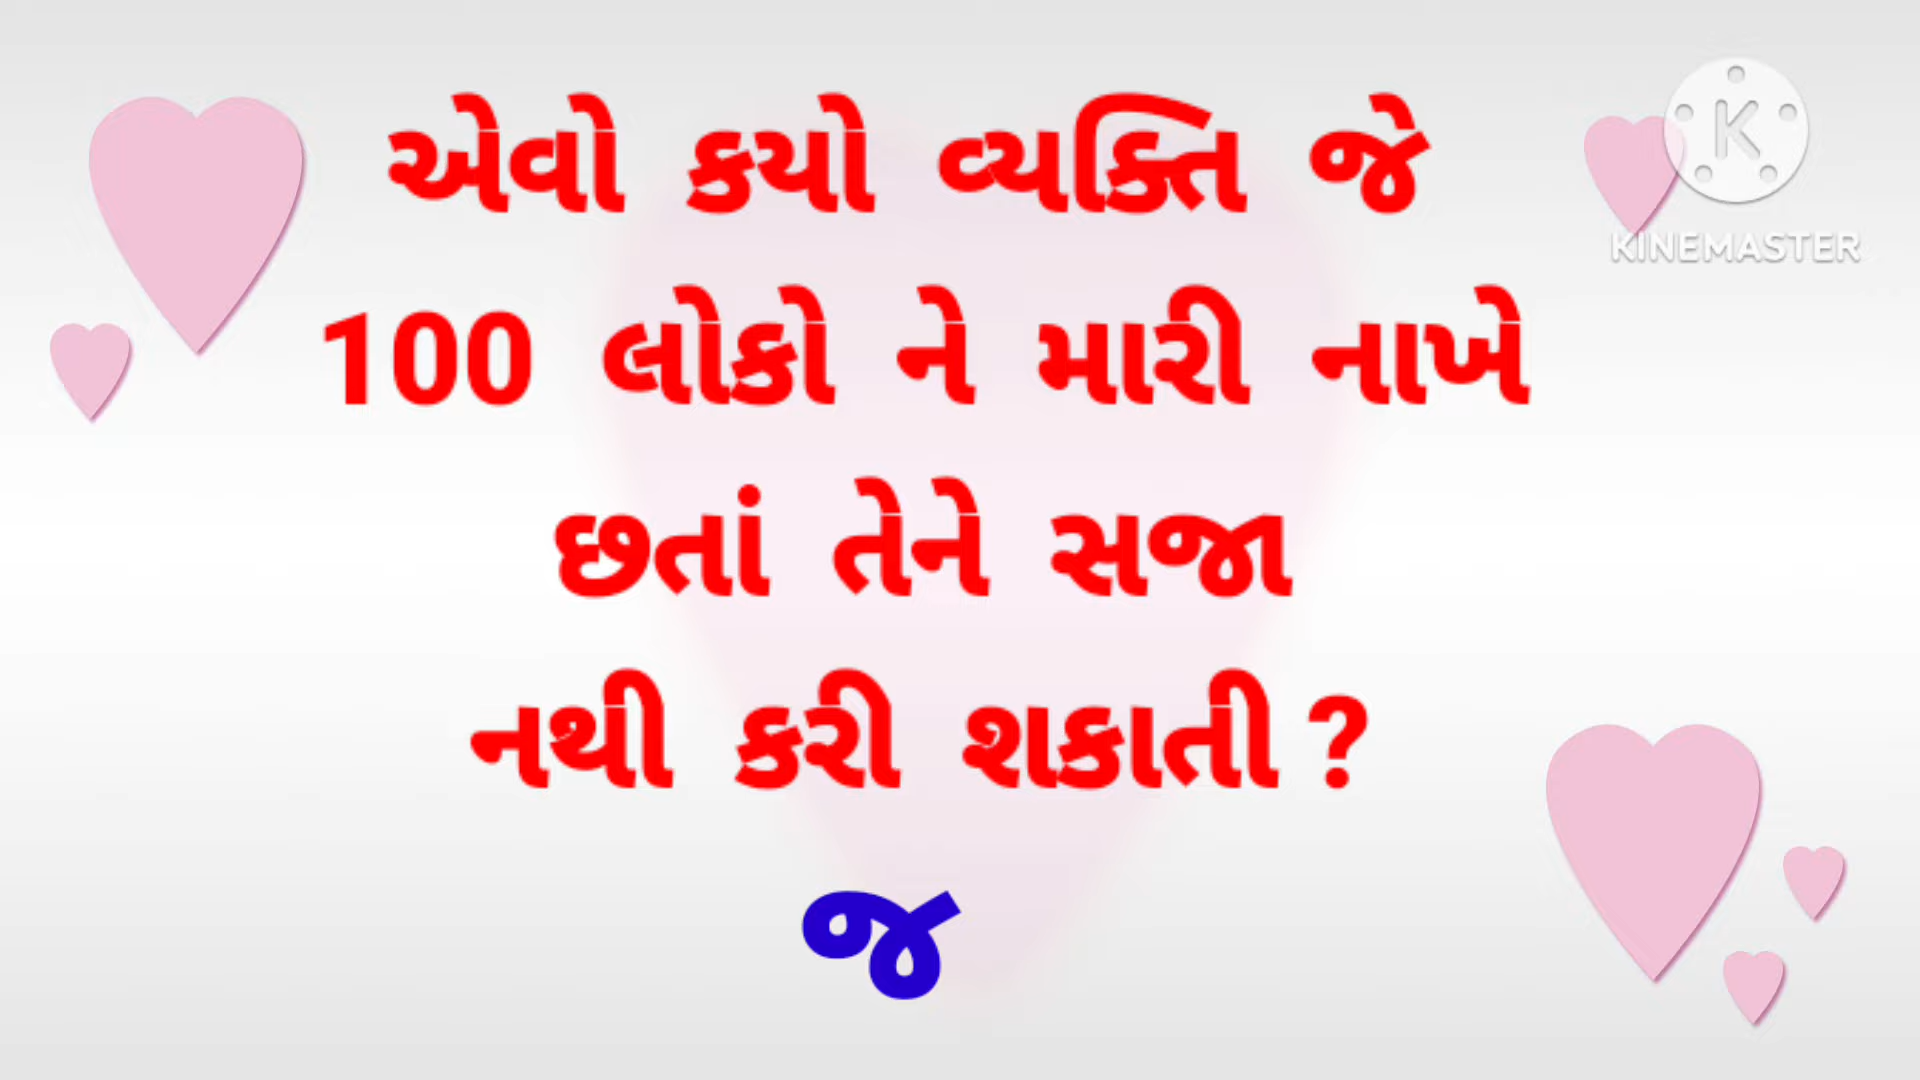 એવો કયો વ્યક્તિ જે
KINEMASTER
100 લોકો ને મારી નાખે
છતાં તેને સજા
નથી કરી શકાતી ?
જ